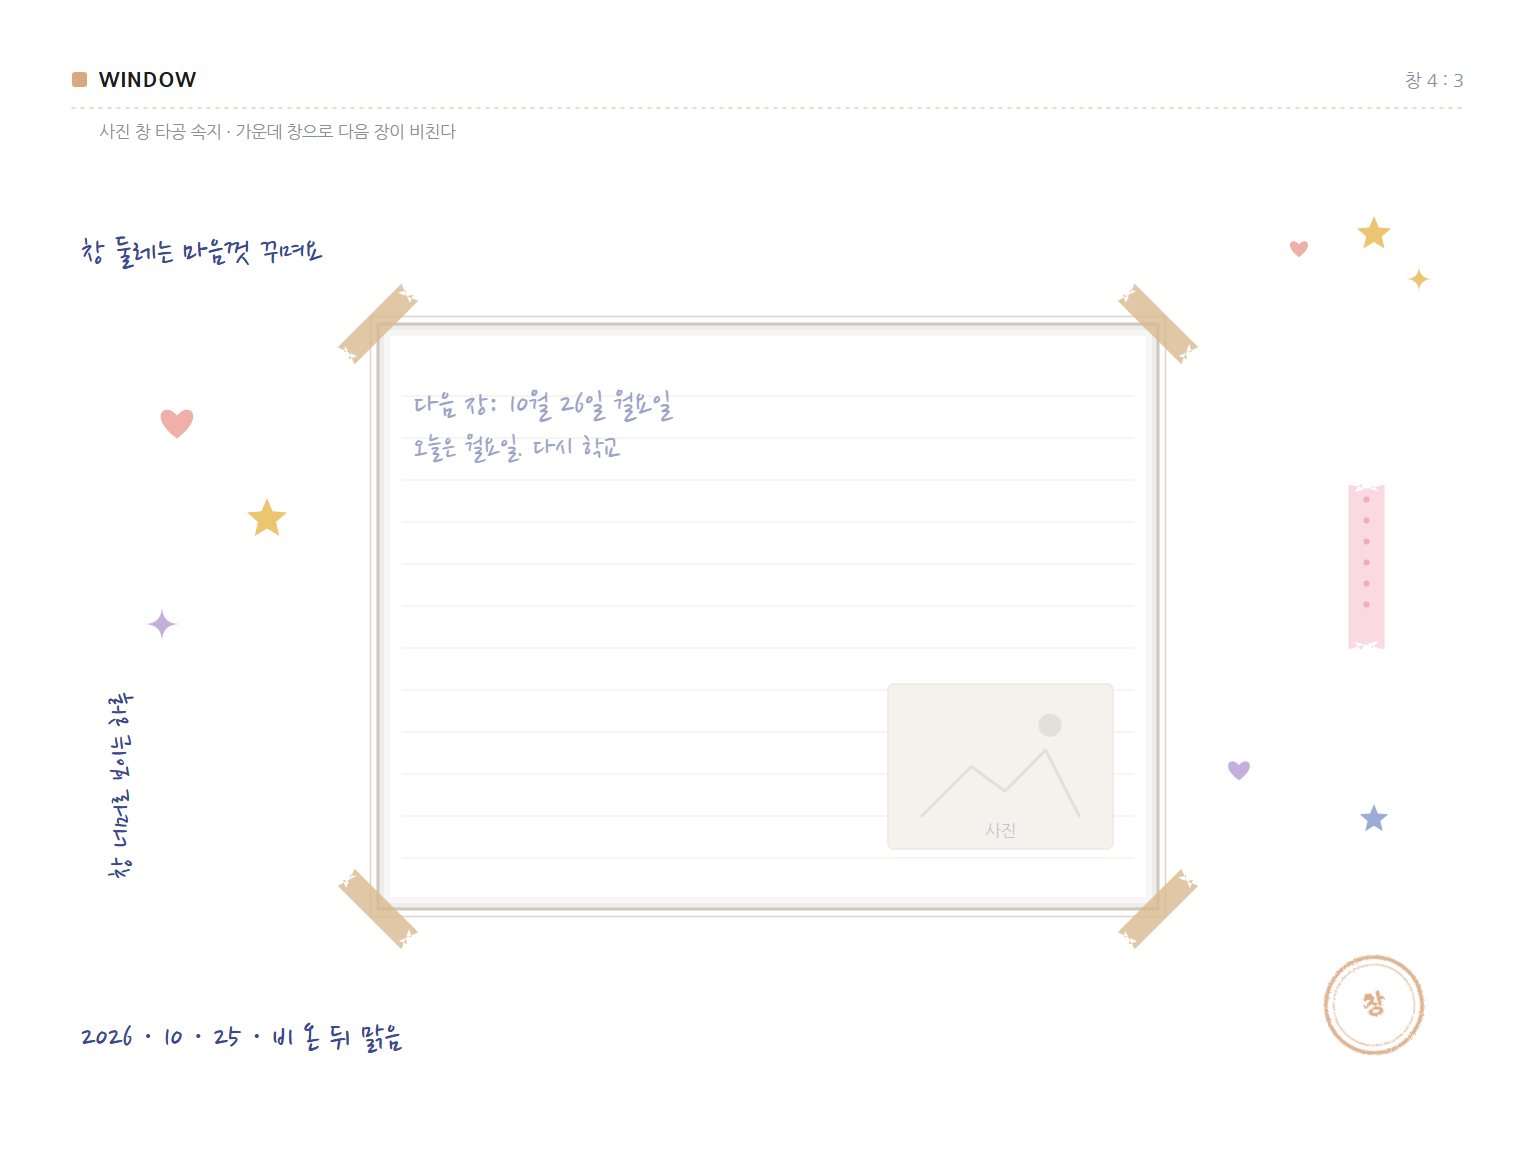 WINDOW
창 4 : 3
사진 창 타공 속지 · 가운데 창으로 다음 장이 비친다
창 둘레는 마음껏 꾸며요
다음 장: 10월 26일 월요일
오늘은 월요일. 다시 학교
사진
창 너머로 보이는 하루
2026 · 10 · 25 · 비 온 뒤 맑음
창